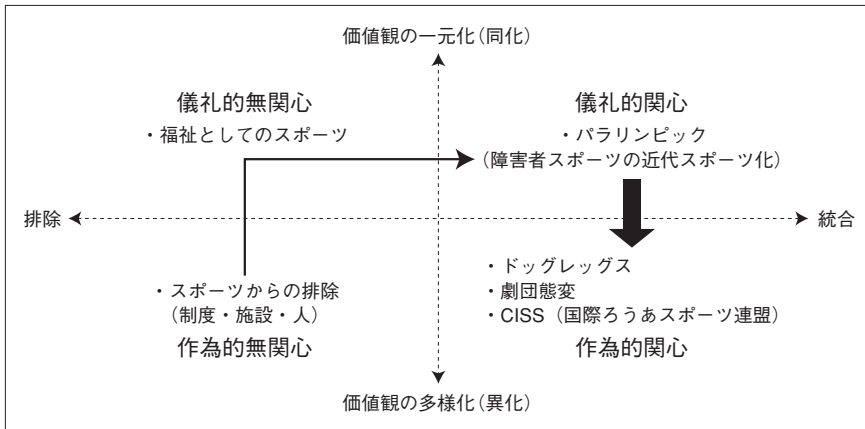 価値観の一元化（同化）
儀礼的無関心
・福祉としてのスポーツ
儀礼的関心
・パラリンピック
（障害者スポーツの近代スポーツ化）
排除
統合
・スポーツからの排除
（制度・施設・人）
作為的無関心
・ドッグレッグス
・劇団態変
・CISS（国際ろうあスポーツ連盟）
作為的関心
価値観の多様化（異化）